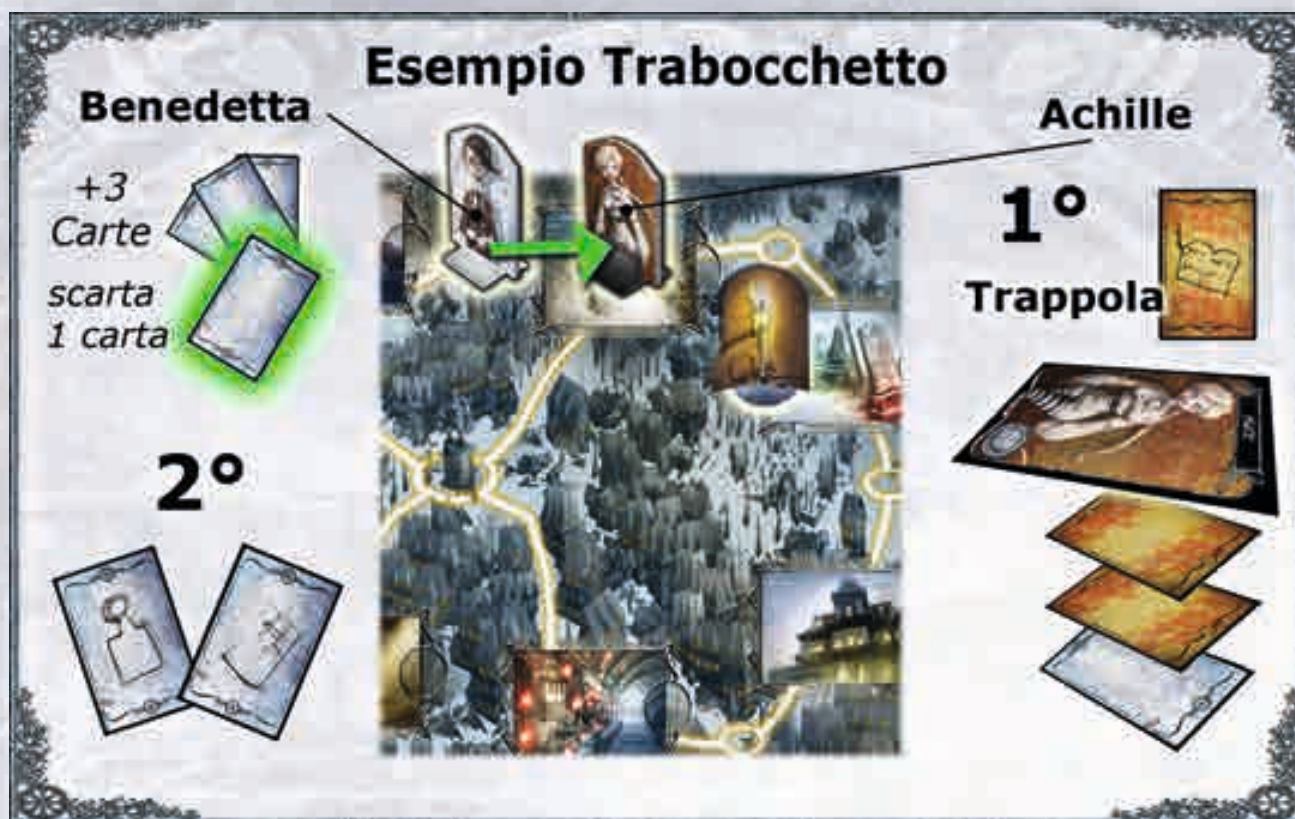 Esempio Trabocchetto
Benedetta
Achille
+3
Carte
scarta
1 carta
1°
Trappola
2°